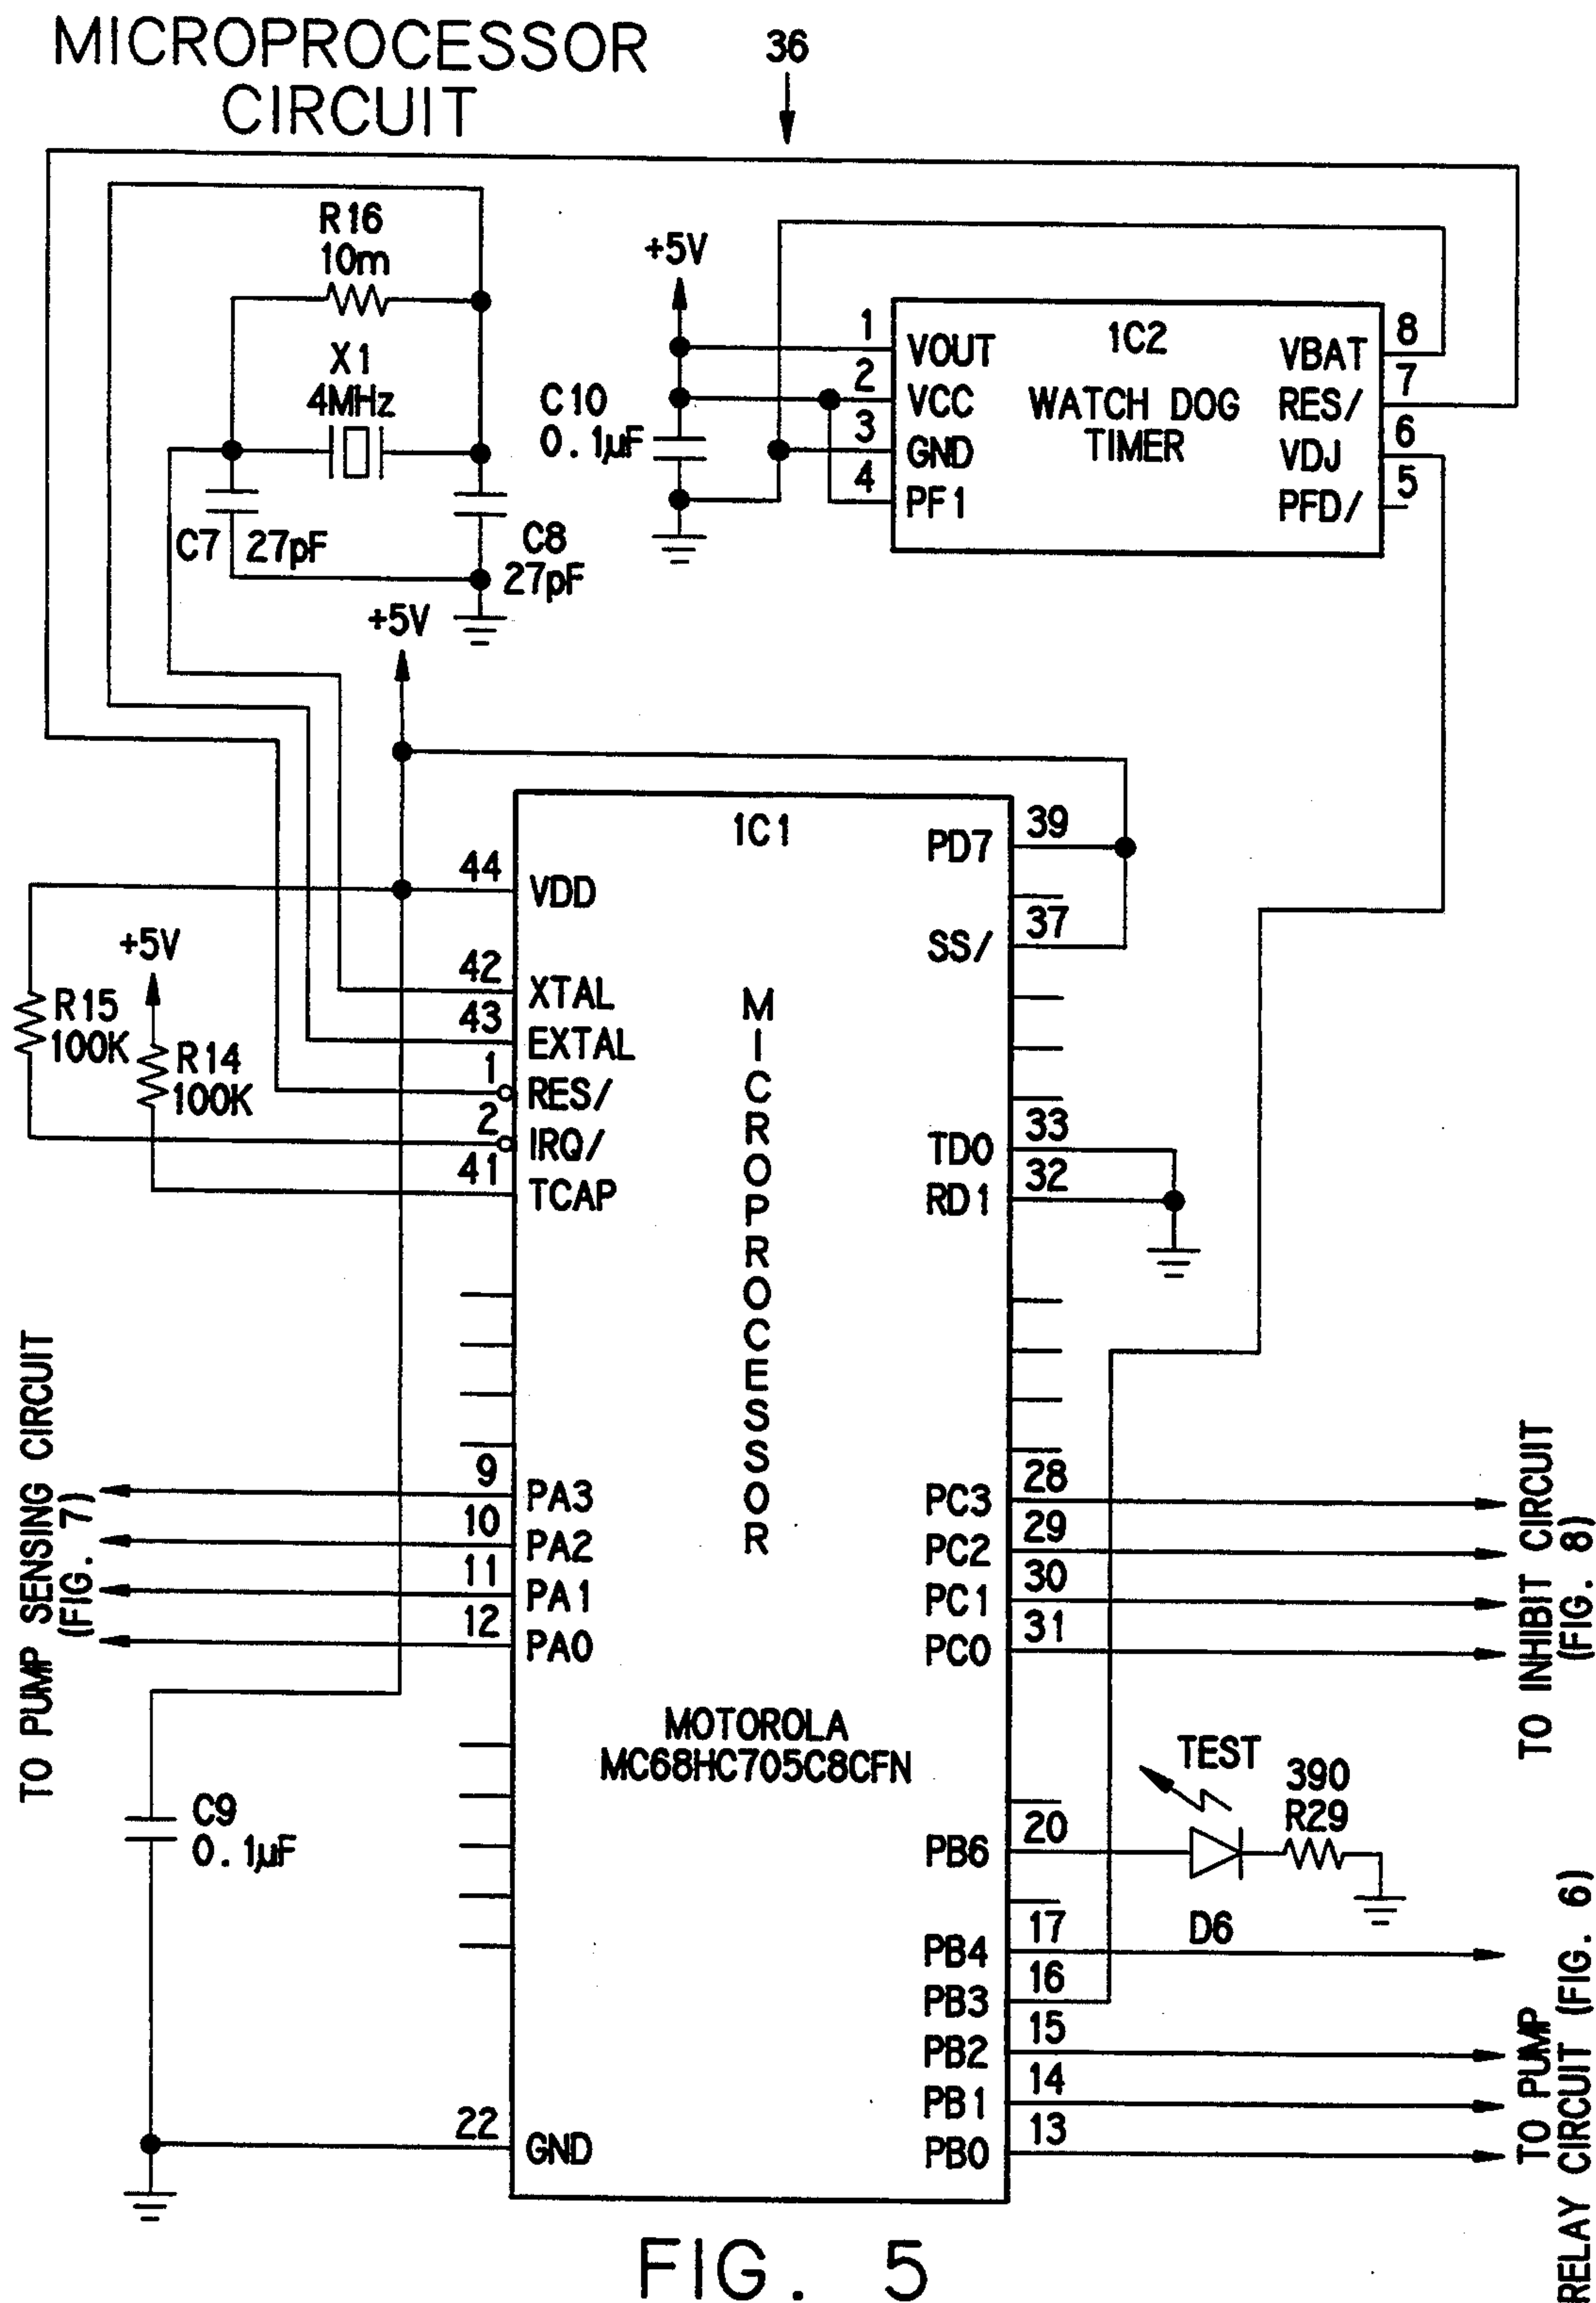 MICROPROCESSOR
CIRCUIT
36
R16
10m
X1
4MHz
C7 27pF
C8
27pF
+5V
C10
0.1µF
1 VOUT
2 VCC
3 GND
4 PF1
1C2
WATCH DOG
TIMER
VBAT 8
RES/ 7
VDJ 6
PFD/ 5
+5V
1C1
44 VDD
42 XTAL
43 EXTAL
1 RES/
2 IRQ/
41 TCAP
R15
100K
+5V
R14
100K
PD7 39
SS/ 37
TD0 33
RD1 32
MICROPROCESSOR
TO PUMP SENSING CIRCUIT
(FIG. 7)
9 PA3
10 PA2
11 PA1
12 PA0
PC3 28
PC2 29
PC1 30
PC0 31
TO INHIBIT CIRCUIT
(FIG. 8)
MOTOROLA
MC68HC705C8CFN
C9
0.1µF
TEST
390
R29
PB6 20
D6
PB4 17
PB3 16
PB2 15
PB1 14
PB0 13
TO PUMP
RELAY CIRCUIT (FIG. 6)
22 GND
FIG. 5